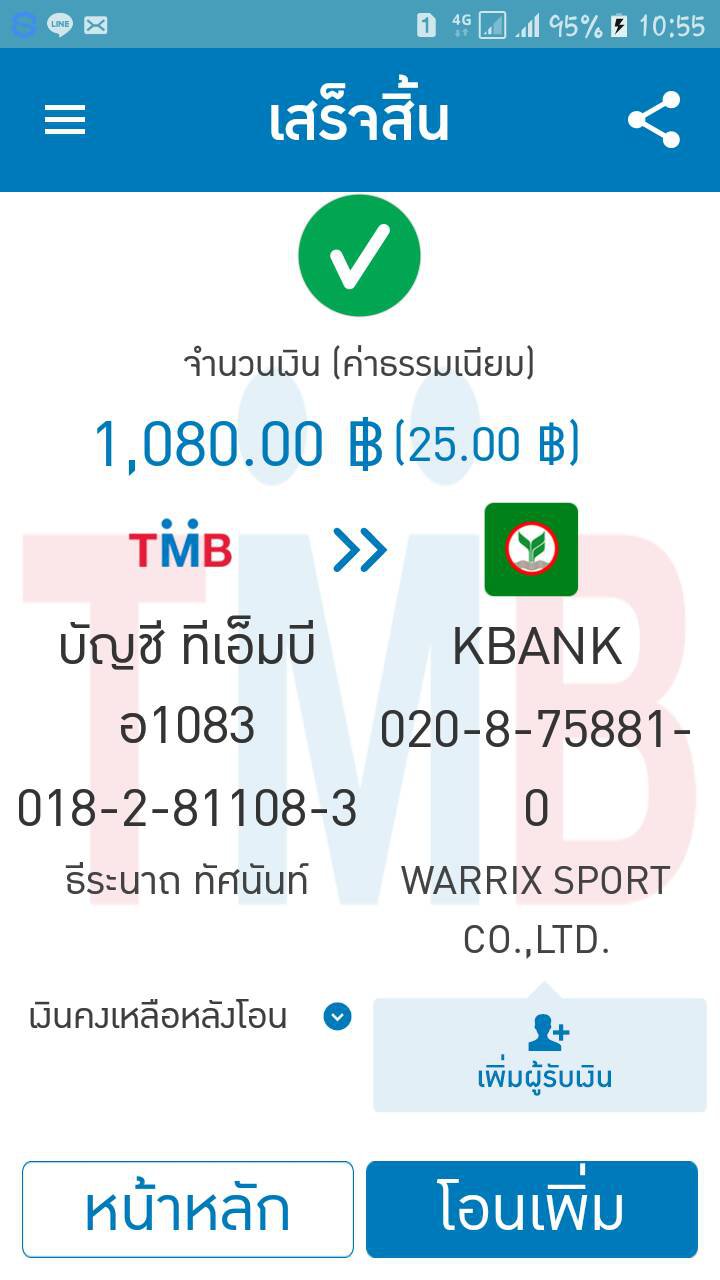 LINE 1 4G 95% 10:55
เสร็จสิ้น
จำนวนเงิน (ค่าธรรมเนียม)
1,080.00 ฿ (25.00 ฿)
TMB
บัญชี ทีเอ็มบี
อ1083
018-2-81108-3
ธีระนาถ ทัศนันท์
KBANK
020-8-75881-
0
WARRIX SPORT
CO.,LTD.
เงินคงเหลือหลังโอน
เพิ่มผู้รับเงิน
หน้าหลัก
โอนเพิ่ม
TMB